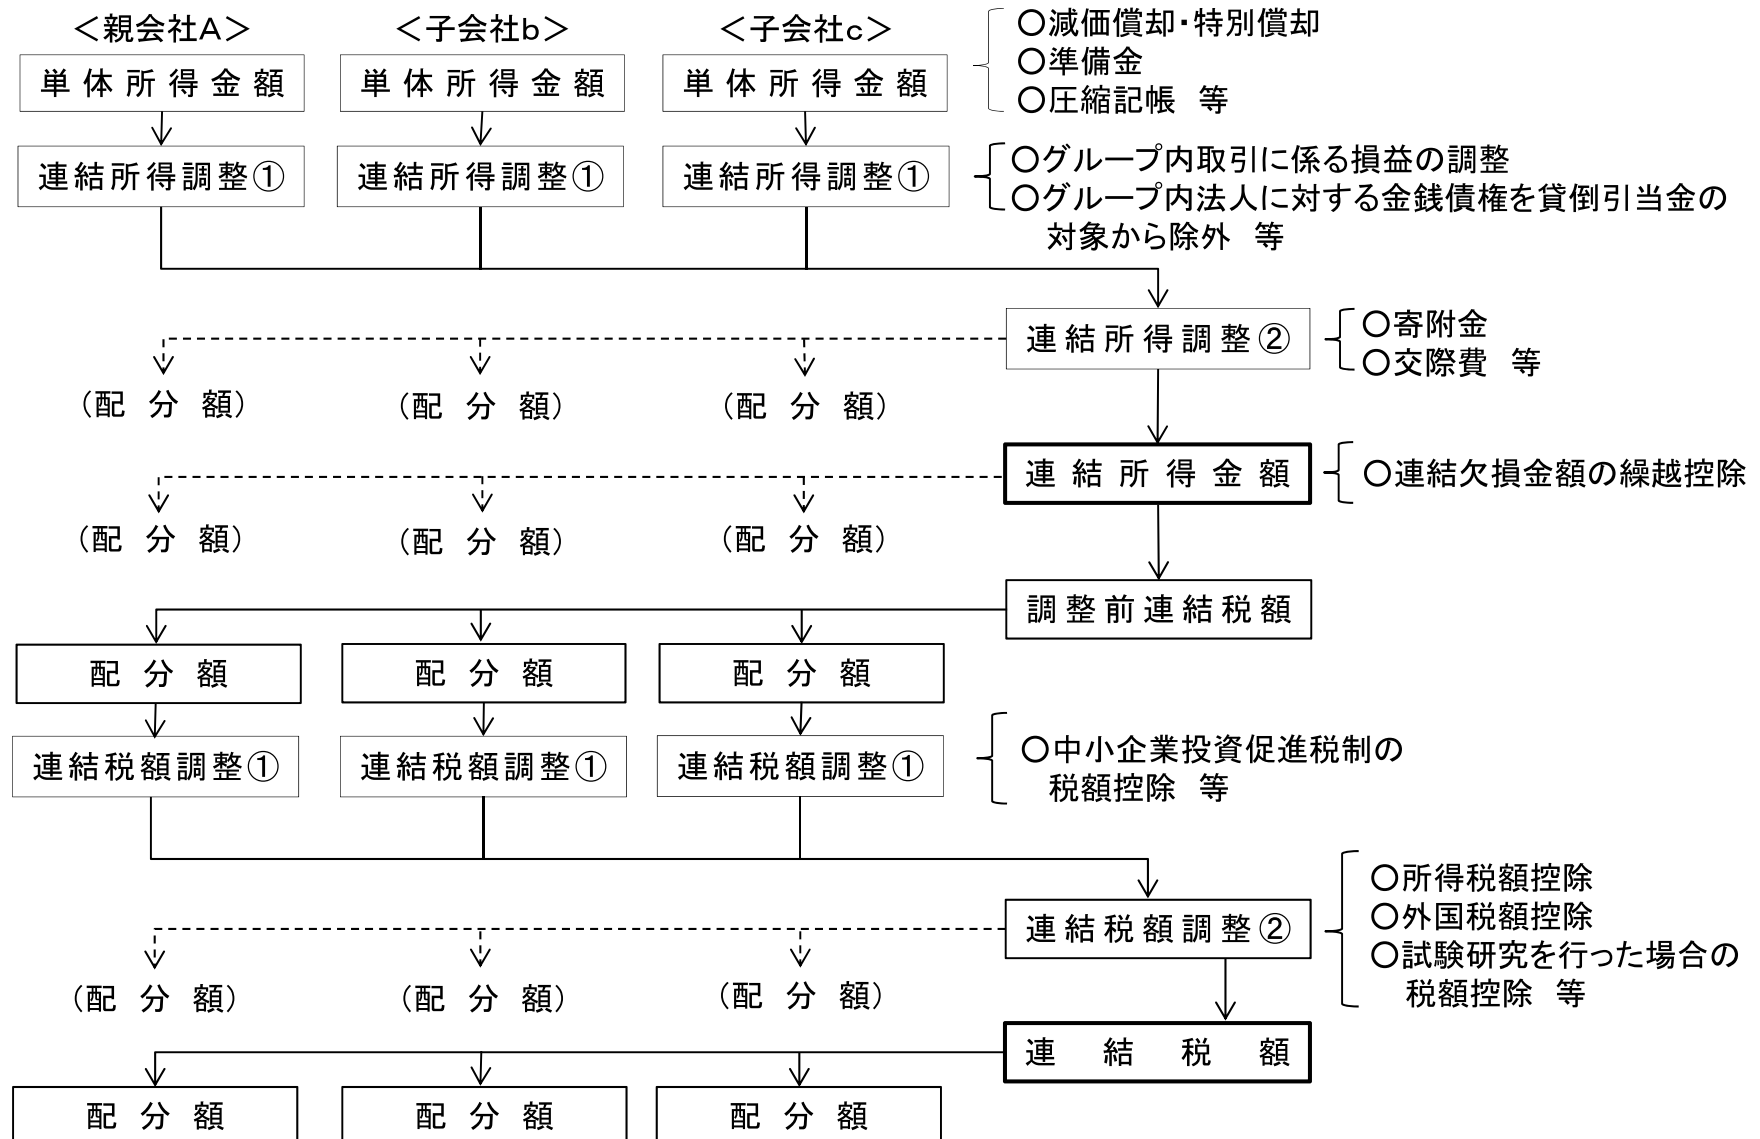 ＜親会社A＞　＜子会社b＞　＜子会社c＞
単体所得金額　単体所得金額　単体所得金額
○減価償却・特別償却
○準備金
○圧縮記帳　等
連結所得調整①　連結所得調整①　連結所得調整①
○グループ内取引に係る損益の調整
○グループ内法人に対する金銭債権を貸倒引当金の
対象から除外　等
連結所得調整②
○寄附金
○交際費　等
（配　分　額）　（配　分　額）　（配　分　額）
連結所得金額
○連結欠損金額の繰越控除
（配　分　額）　（配　分　額）　（配　分　額）
調整前連結税額
配　分　額　配　分　額　配　分　額
連結税額調整①　連結税額調整①　連結税額調整①
○中小企業投資促進税制の
税額控除　等
連結税額調整②
○所得税額控除
○外国税額控除
○試験研究を行った場合の
税額控除　等
（配　分　額）　（配　分　額）　（配　分　額）
連結税額
配　分　額　配　分　額　配　分　額